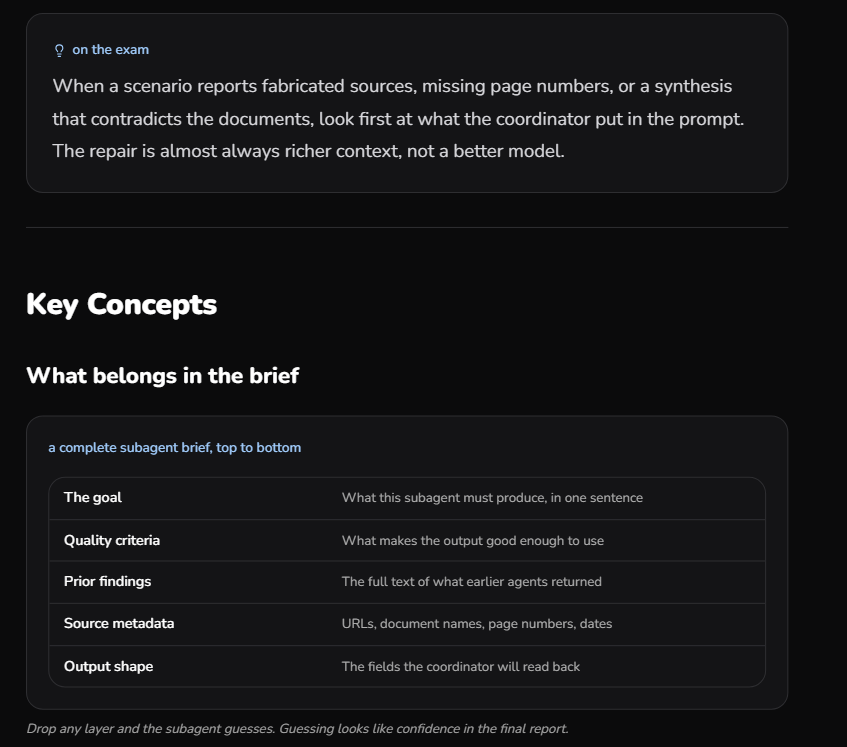 on the exam
When a scenario reports fabricated sources, missing page numbers, or a synthesis
that contradicts the documents, look first at what the coordinator put in the prompt.
The repair is almost always richer context, not a better model.
Key Concepts
What belongs in the brief
a complete subagent brief, top to bottom
The goal What this subagent must produce, in one sentence
Quality criteria What makes the output good enough to use
Prior findings The full text of what earlier agents returned
Source metadata URLs, document names, page numbers, dates
Output shape The fields the coordinator will read back
Drop any layer and the subagent guesses. Guessing looks like confidence in the final report.